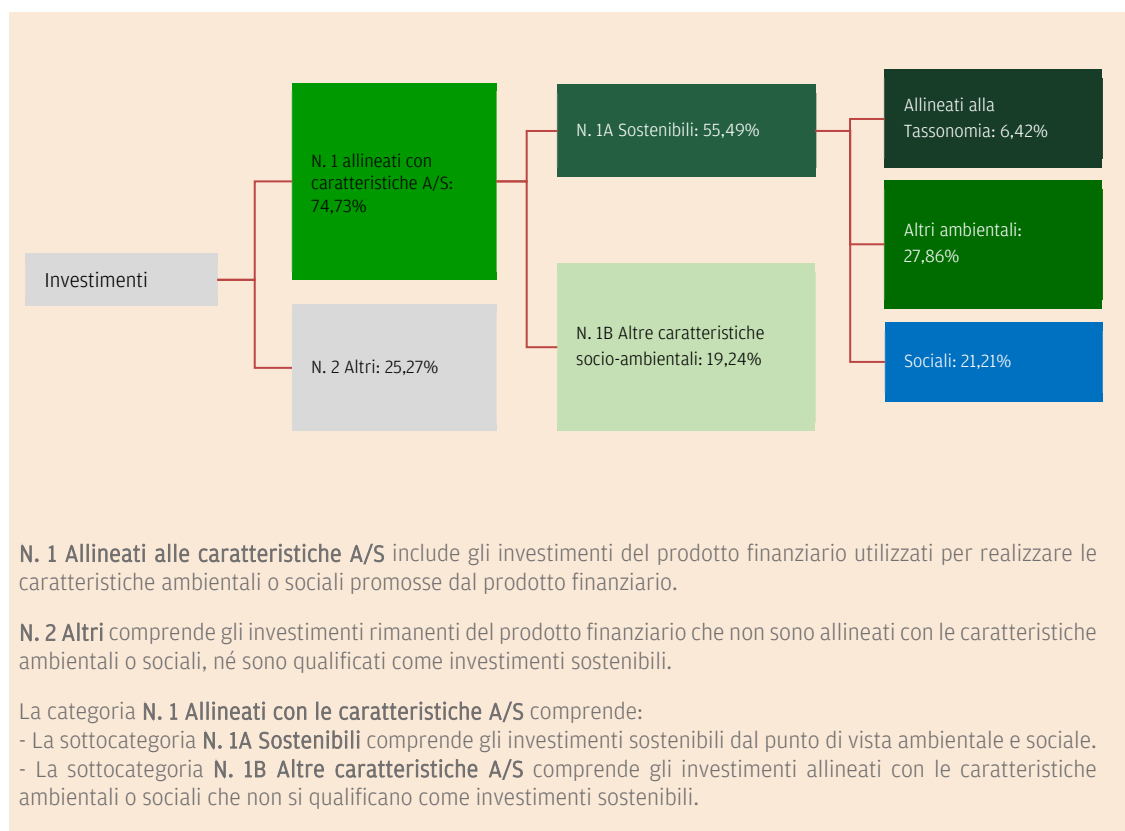 Investimenti
N. 1 allineati con
caratteristiche A/S:
74,73%
N. 2 Altri: 25,27%
N. 1A Sostenibili: 55,49%
N. 1B Altre caratteristiche
socio-ambientali: 19,24%
Allineati alla
Tassonomia: 6,42%
Altri ambientali:
27,86%
Sociali: 21,21%
N. 1 Allineati alle caratteristiche A/S include gli investimenti del prodotto finanziario utilizzati per realizzare le
caratteristiche ambientali o sociali promosse dal prodotto finanziario.
N. 2 Altri comprende gli investimenti rimanenti del prodotto finanziario che non sono allineati con le caratteristiche
ambientali o sociali, né sono qualificati come investimenti sostenibili.
La categoria N. 1 Allineati con le caratteristiche A/S comprende:
- La sottocategoria N. 1A Sostenibili comprende gli investimenti sostenibili dal punto di vista ambientale e sociale.
- La sottocategoria N. 1B Altre caratteristiche A/S comprende gli investimenti allineati con le caratteristiche
ambientali o sociali che non si qualificano come investimenti sostenibili.